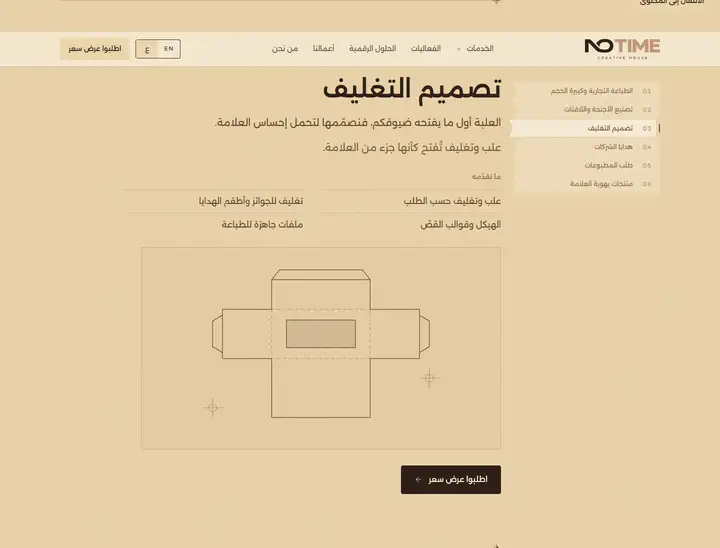 الانتقال إلى المحتوى
NOTIME
CREATIVE HOUSE
الخدمات
الفعاليات
الحلول الرقمية
أعمالنا
من نحن
EN
ع
اطلبوا عرض سعر
01 الطباعة التجارية وكبيرة الحجم
02 تصنيع الأجنحة واللافتات
03 تصميم التغليف
04 هدايا الشركات
05 طلب المطبوعات
06 منتجات بهوية العلامة
تصميم التغليف
العلبة أول ما يفتحه ضيوفكم، فنصمّمها لتحمل إحساس العلامة.
علب وتغليف تُفتح كأنها جزء من العلامة.
ما نقدّمه
علب وتغليف حسب الطلب
تغليف للجوائز وأطقم الهدايا
الهيكل وقوالب القصّ
ملفات جاهزة للطباعة
اطلبوا عرض سعر ←